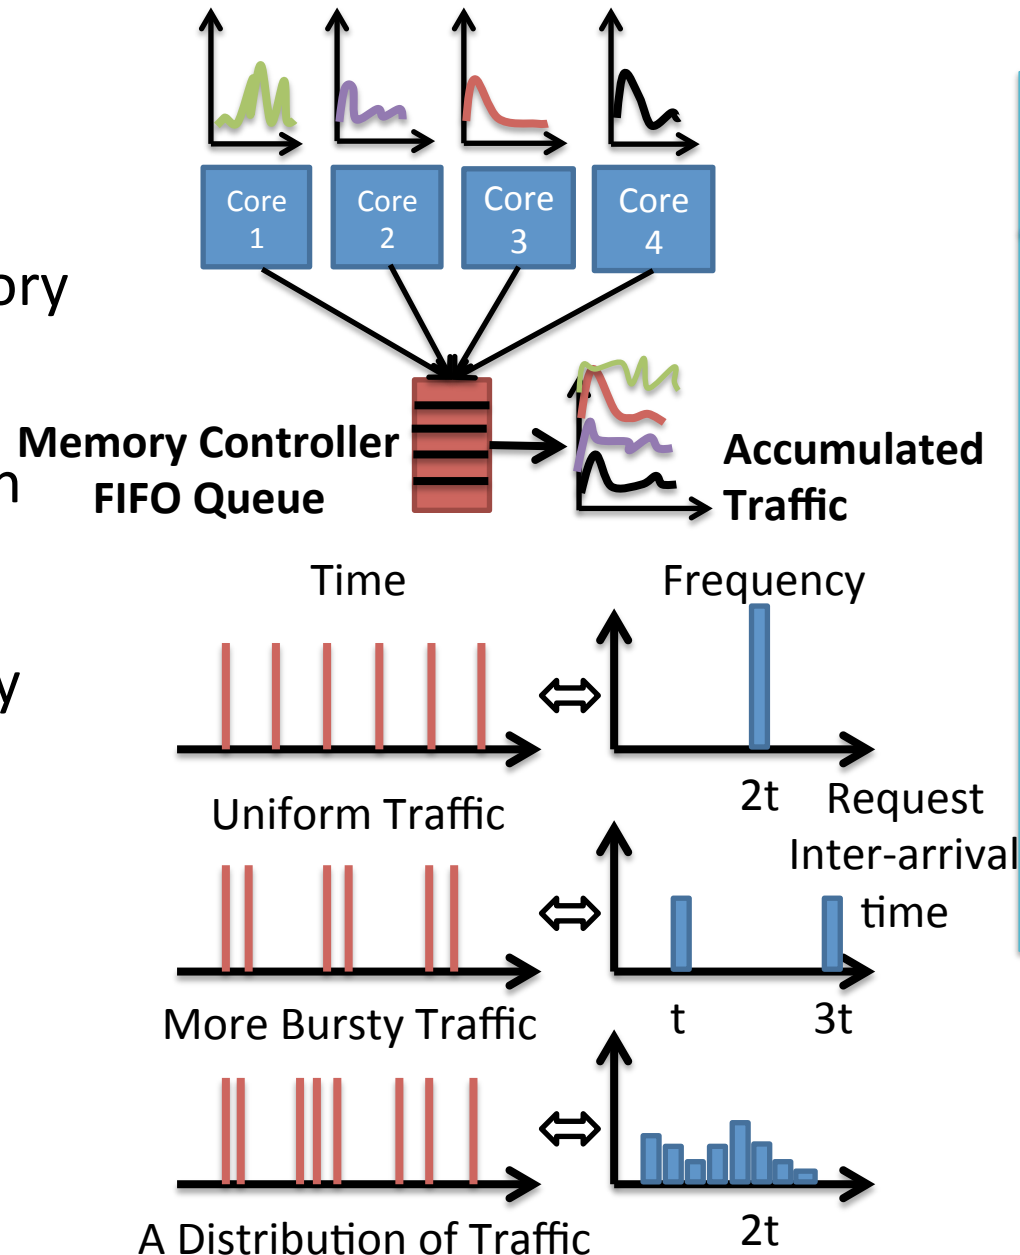 Core
1
Core
2
Core
3
Core
4
ory
Memory Controller
FIFO Queue
n
Accumulated
Traffic
Time
Frequency
y
2t
Request
Inter-arrival
time
Uniform Traffic
t
3t
More Bursty Traffic
2t
A Distribution of Traffic